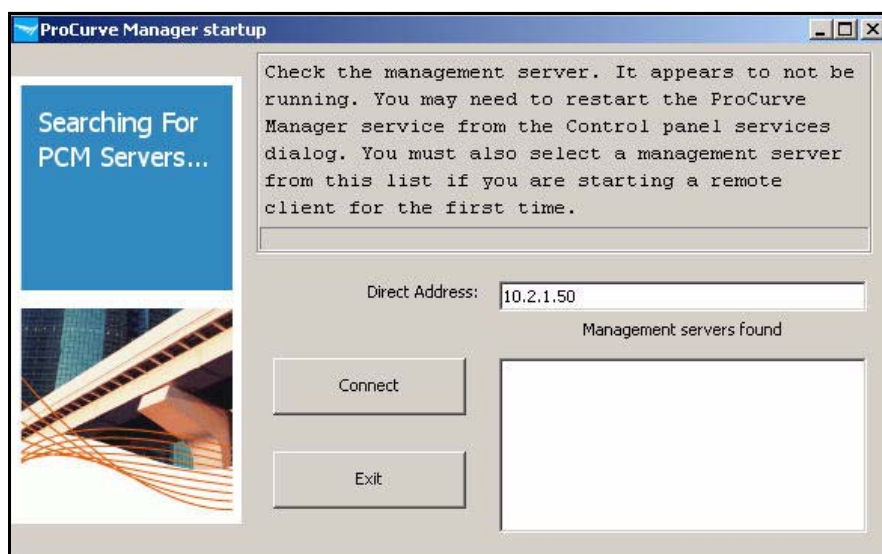 ProCurve Manager startup
Searching For
PCM Servers...
Check the management server. It appears to not be
running. You may need to restart the ProCurve
Manager service from the Control panel services
dialog. You must also select a management server
from this list if you are starting a remote
client for the first time.
Direct Address:
10.2.1.50
Management servers found
Connect
Exit